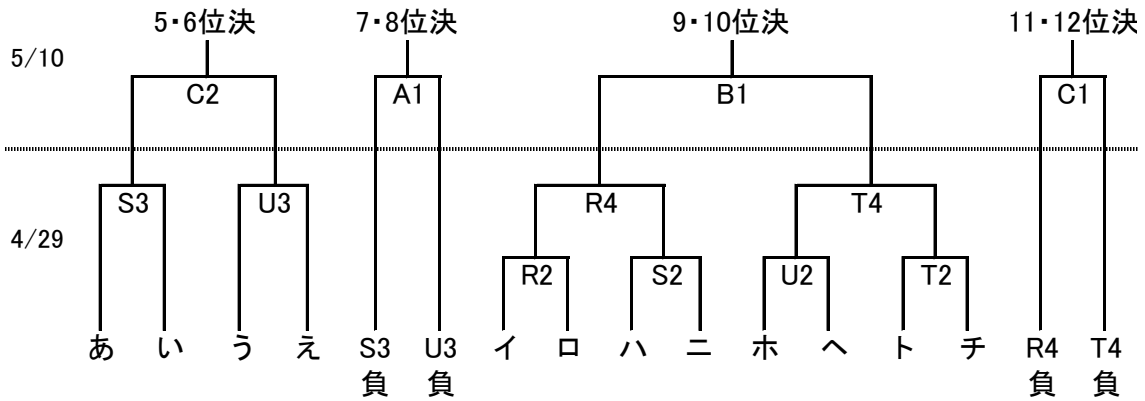 5・6位決 7・8位決 9・10位決 11・12位決
5/10
C2 A1 B1 C1
S3 U3 R4 T4
4/29
R2 S2 U2 T2
あ い う え S3 U3 イ ロ ハ ニ ホ ヘ ト チ R4 T4
負 負 負 負